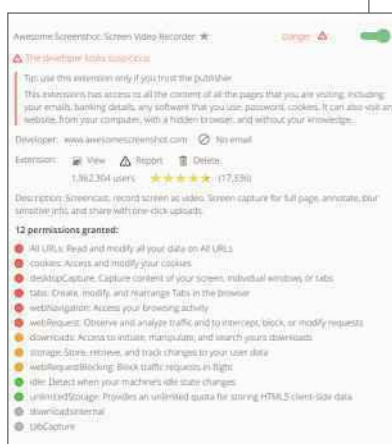 Awesome Screenshot: Screen Video Recorder ★ Danger
The developer looks suspicious
Tip: use this extension only if you trust the publisher.
This extensions has access to all the content of all the pages that you are visiting, including
your emails, banking details, any software that you use, password, cookies. It can also visit any
website, from your computer, with a hidden browser, and without your knowledge..
Developer: www.awesomescreenshot.com No email
Extension: View Report Delete
1,862,304 users
Description: Screencast, record screen as video. Screen capture for full page, annotate, blur
sensitive info, and share with one-click uploads
12 permissions granted:
All URLs: Read and modify all your data on All URLs
cookies: Access and modify your cookies
desktopCapture: Capture content of your screen, individual windows or tabs
tabs: Create, modify, and rearrange Tabs in the browser
webNavigation: Access your browsing activity
webRequest: Observe and analyze traffic and to intercept, block, or modify requests
downloads: Access to initiate, manipulate, and search yours downloads
storage: Store, retrieve, and track changes to your user data
webRequestBlocking: Block traffic requests in flight
idle: Detect when your machine's idle state changes
unlimitedStorage: Provides an unlimited quota for storing HTML5 client-side data
downloadsinternal
tabCapture